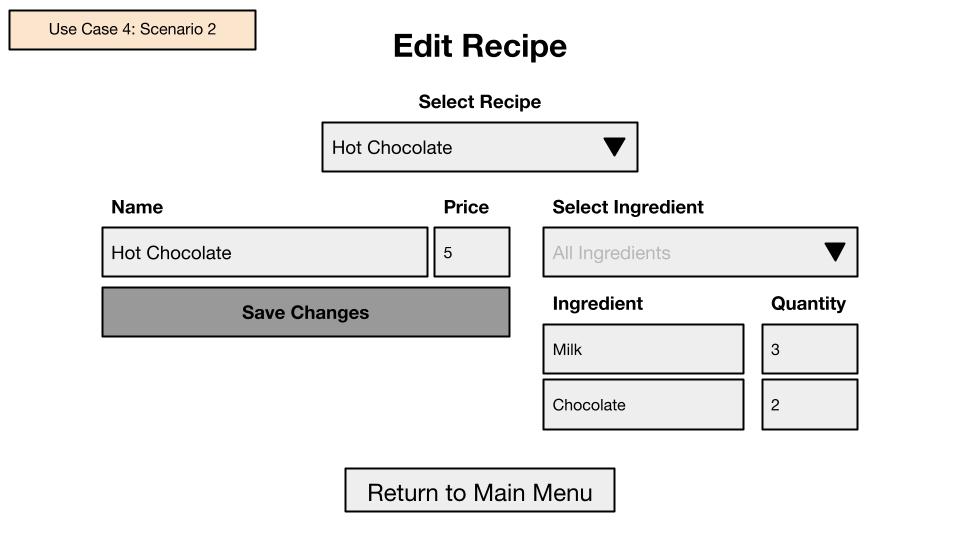 Use Case 4: Scenario 2
Edit Recipe
Select Recipe
Hot Chocolate
Name
Price
Select Ingredient
Hot Chocolate
5
All Ingredients
Save Changes
Ingredient
Quantity
Milk
3
Chocolate
2
Return to Main Menu